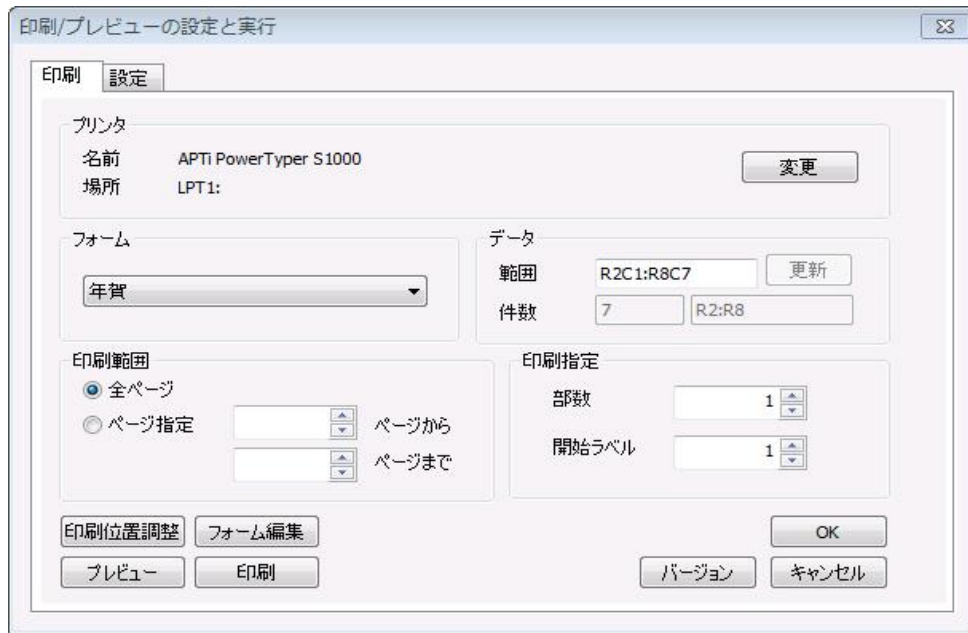 印刷/プレビューの設定と実行
印刷 設定
プリンタ
名前 APTi PowerTyper S1000
変更
場所 LPT1:
フォーム
年賀
データ
範囲 R2C1:R8C7 更新
件数 7 R2:R8
印刷範囲
全ページ
ページ指定 ページから
ページまで
印刷指定
部数 1
開始ラベル 1
印刷位置調整 フォーム編集 OK
プレビュー 印刷 バージョン キャンセル